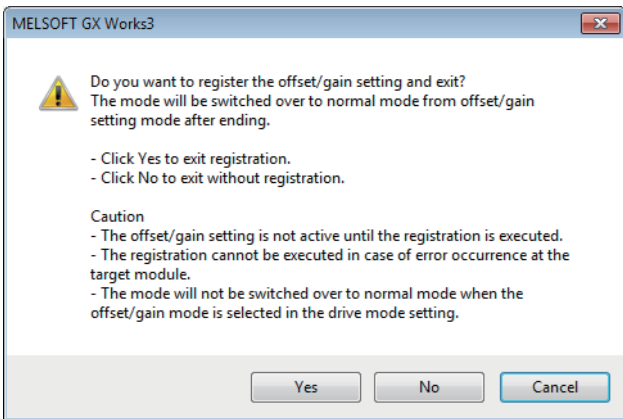 MELSOFT GX Works3
Do you want to register the offset/gain setting and exit?
The mode will be switched over to normal mode from offset/gain
setting mode after ending.
- Click Yes to exit registration.
- Click No to exit without registration.
Caution
- The offset/gain setting is not active until the registration is executed.
- The registration cannot be executed in case of error occurrence at the
target module.
- The mode will not be switched over to normal mode when the
offset/gain mode is selected in the drive mode setting.
Yes
No
Cancel